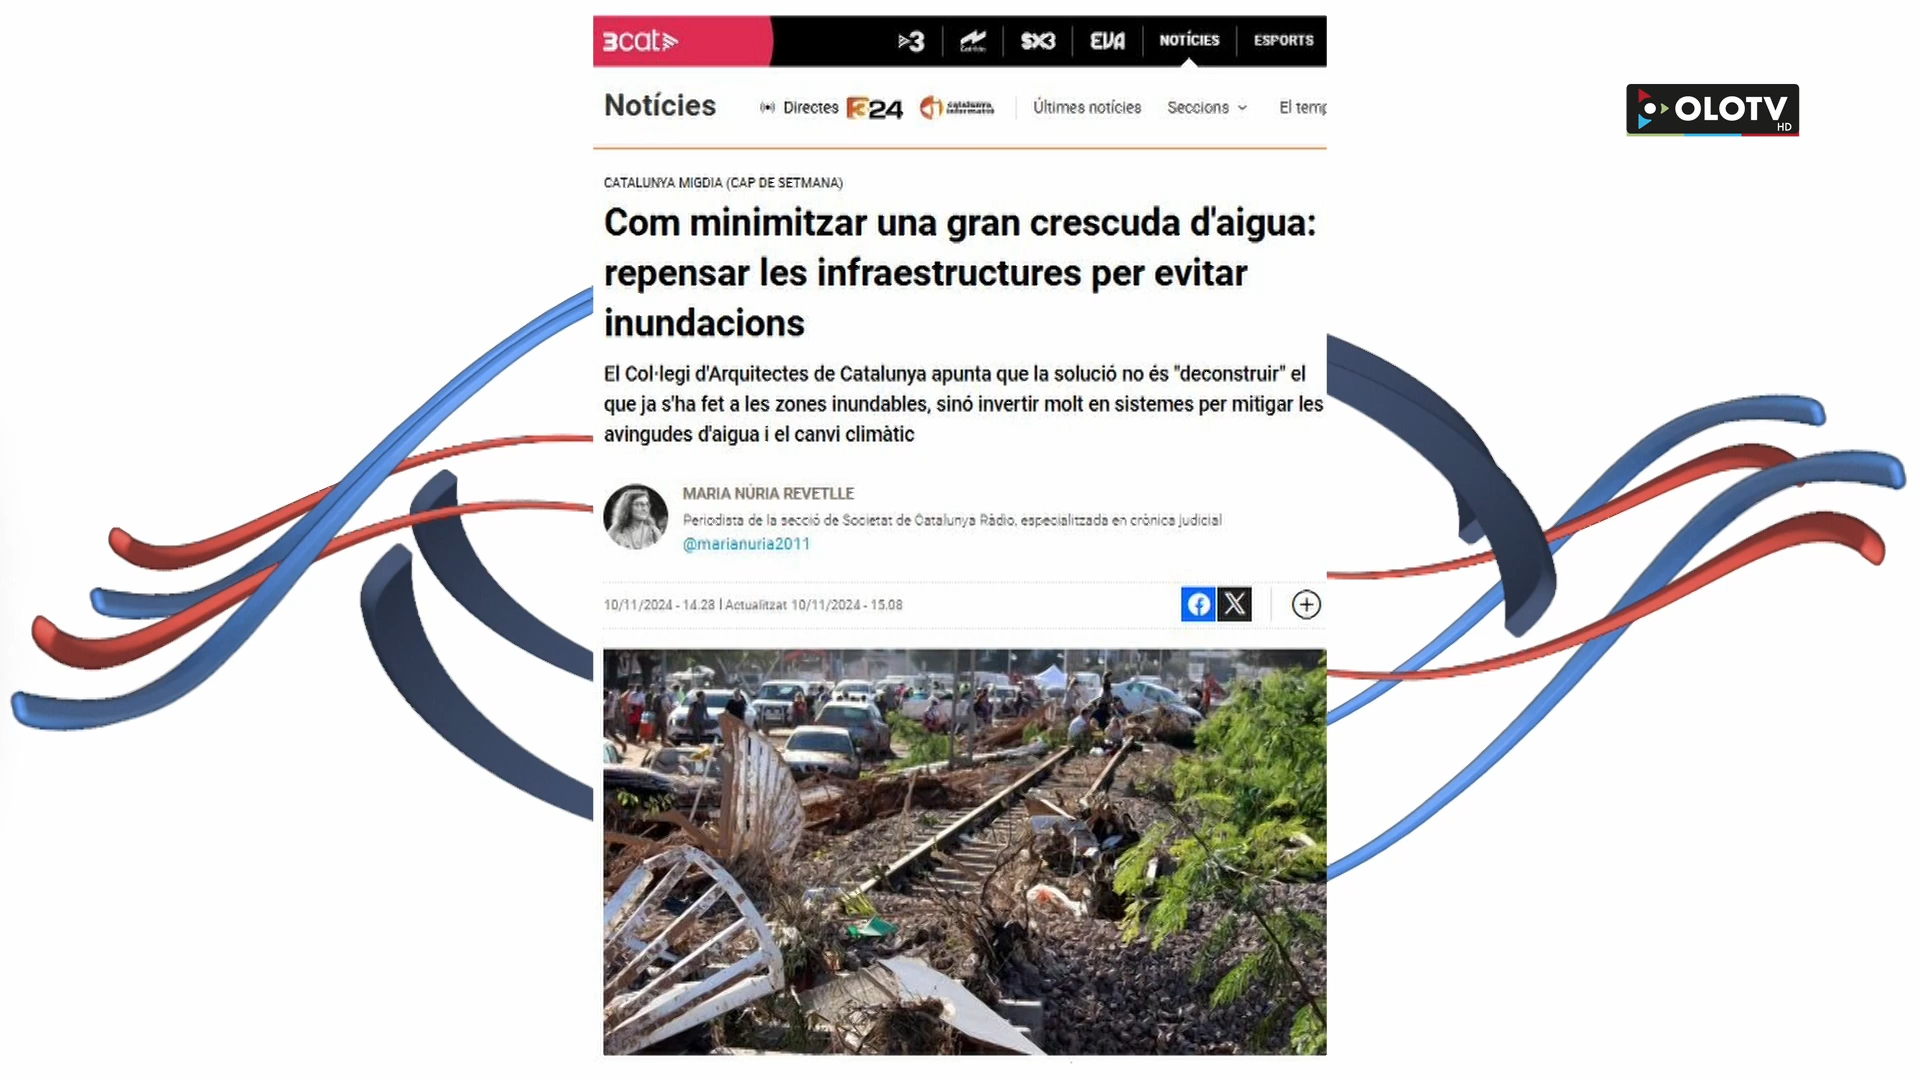 3cat
3
SX3
EVA
NOTÍCIES
ESPORTS
OLOTV
HD
Notícies
Directes
324
catalunya
informació
Últimes notícies
Seccions
El temp
CATALUNYA MIGDIA (CAP DE SETMANA)
Com minimitzar una gran crescuda d'aigua:
repensar les infraestructures per evitar
inundacions
El Col·legi d'Arquitectes de Catalunya apunta que la solució no és "deconstruir" el
que ja s'ha fet a les zones inundables, sinó invertir molt en sistemes per mitigar les
avingudes d'aigua i el canvi climàtic
MARIA NÚRIA REVETLLE
Periodista de la secció de Societat de Catalunya Ràdio, especialitzada en crònica judicial
@marianuria2011
10/11/2024 - 14.28 | Actualitzat 10/11/2024 - 15.08